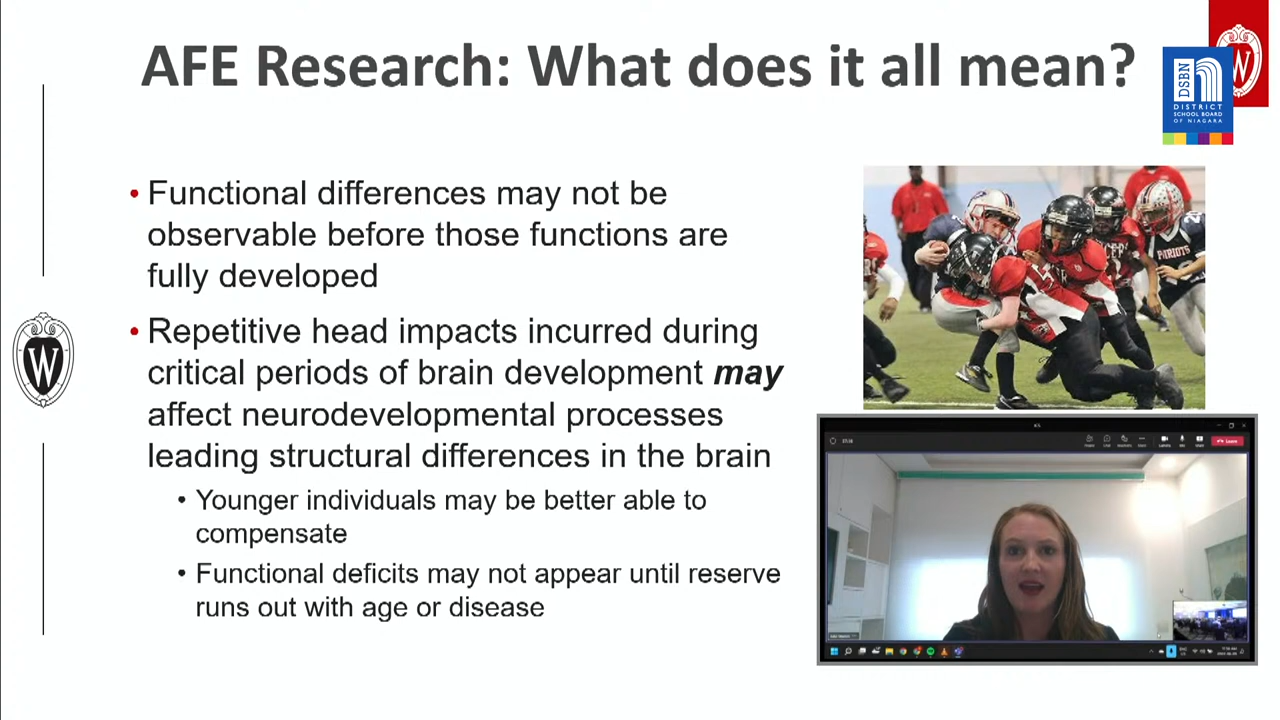 AFE Research: What does it all mean?
DSBN
DISTRICT
SCHOOL BOARD
OF NIAGARA
W
• Functional differences may not be
observable before those functions are
fully developed
• Repetitive head impacts incurred during
critical periods of brain development may
affect neurodevelopmental processes
leading structural differences in the brain
• Younger individuals may be better able to
compensate
• Functional deficits may not appear until reserve
runs out with age or disease
W
PATRIOTS
Leave